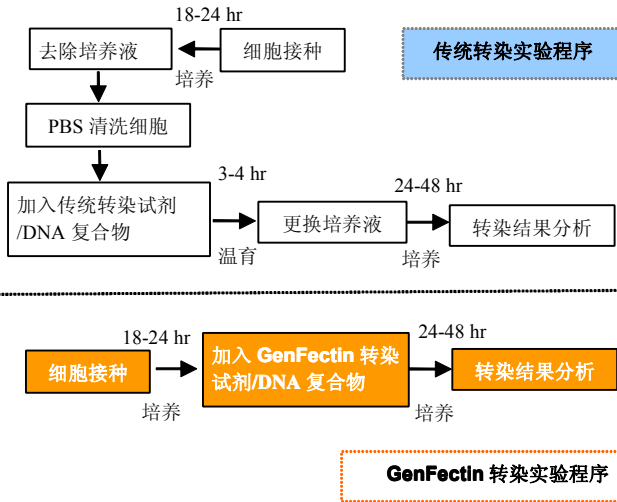 18-24 hr
去除培养液
细胞接种
传统转染实验程序
培养
PBS 清洗细胞
3-4 hr
24-48 hr
加入传统转染试剂
/DNA 复合物
更换培养液
转染结果分析
温育
培养
18-24 hr
24-48 hr
细胞接种
加入 GenFectin 转染
试剂/DNA 复合物
转染结果分析
培养
培养
GenFectin 转染实验程序